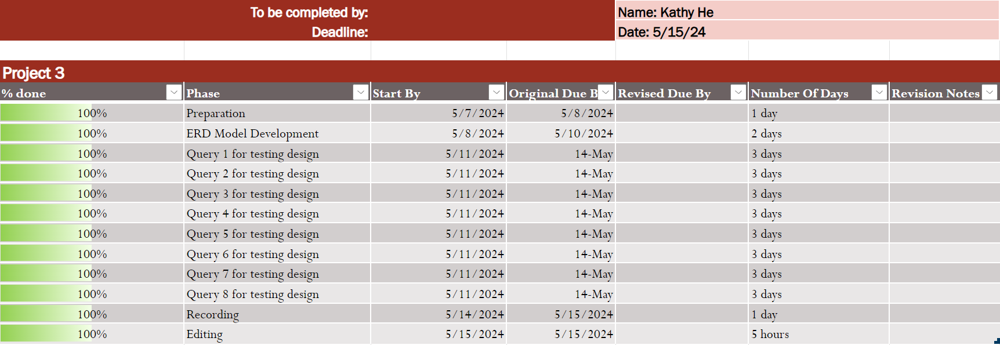 To be completed by: Name: Kathy He
Deadline: Date: 5/15/24
Project 3
% done Phase Start By Original Due B Revised Due By Number Of Days Revision Notes
100% Preparation 5/7/2024 5/8/2024 1 day
100% ERD Model Development 5/8/2024 5/10/2024 2 days
100% Query 1 for testing design 5/11/2024 14-May 3 days
100% Query 2 for testing design 5/11/2024 14-May 3 days
100% Query 3 for testing design 5/11/2024 14-May 3 days
100% Query 4 for testing design 5/11/2024 14-May 3 days
100% Query 5 for testing design 5/11/2024 14-May 3 days
100% Query 6 for testing design 5/11/2024 14-May 3 days
100% Query 7 for testing design 5/11/2024 14-May 3 days
100% Query 8 for testing design 5/11/2024 14-May 3 days
100% Recording 5/14/2024 5/15/2024 1 day
100% Editing 5/15/2024 5/15/2024 5 hours